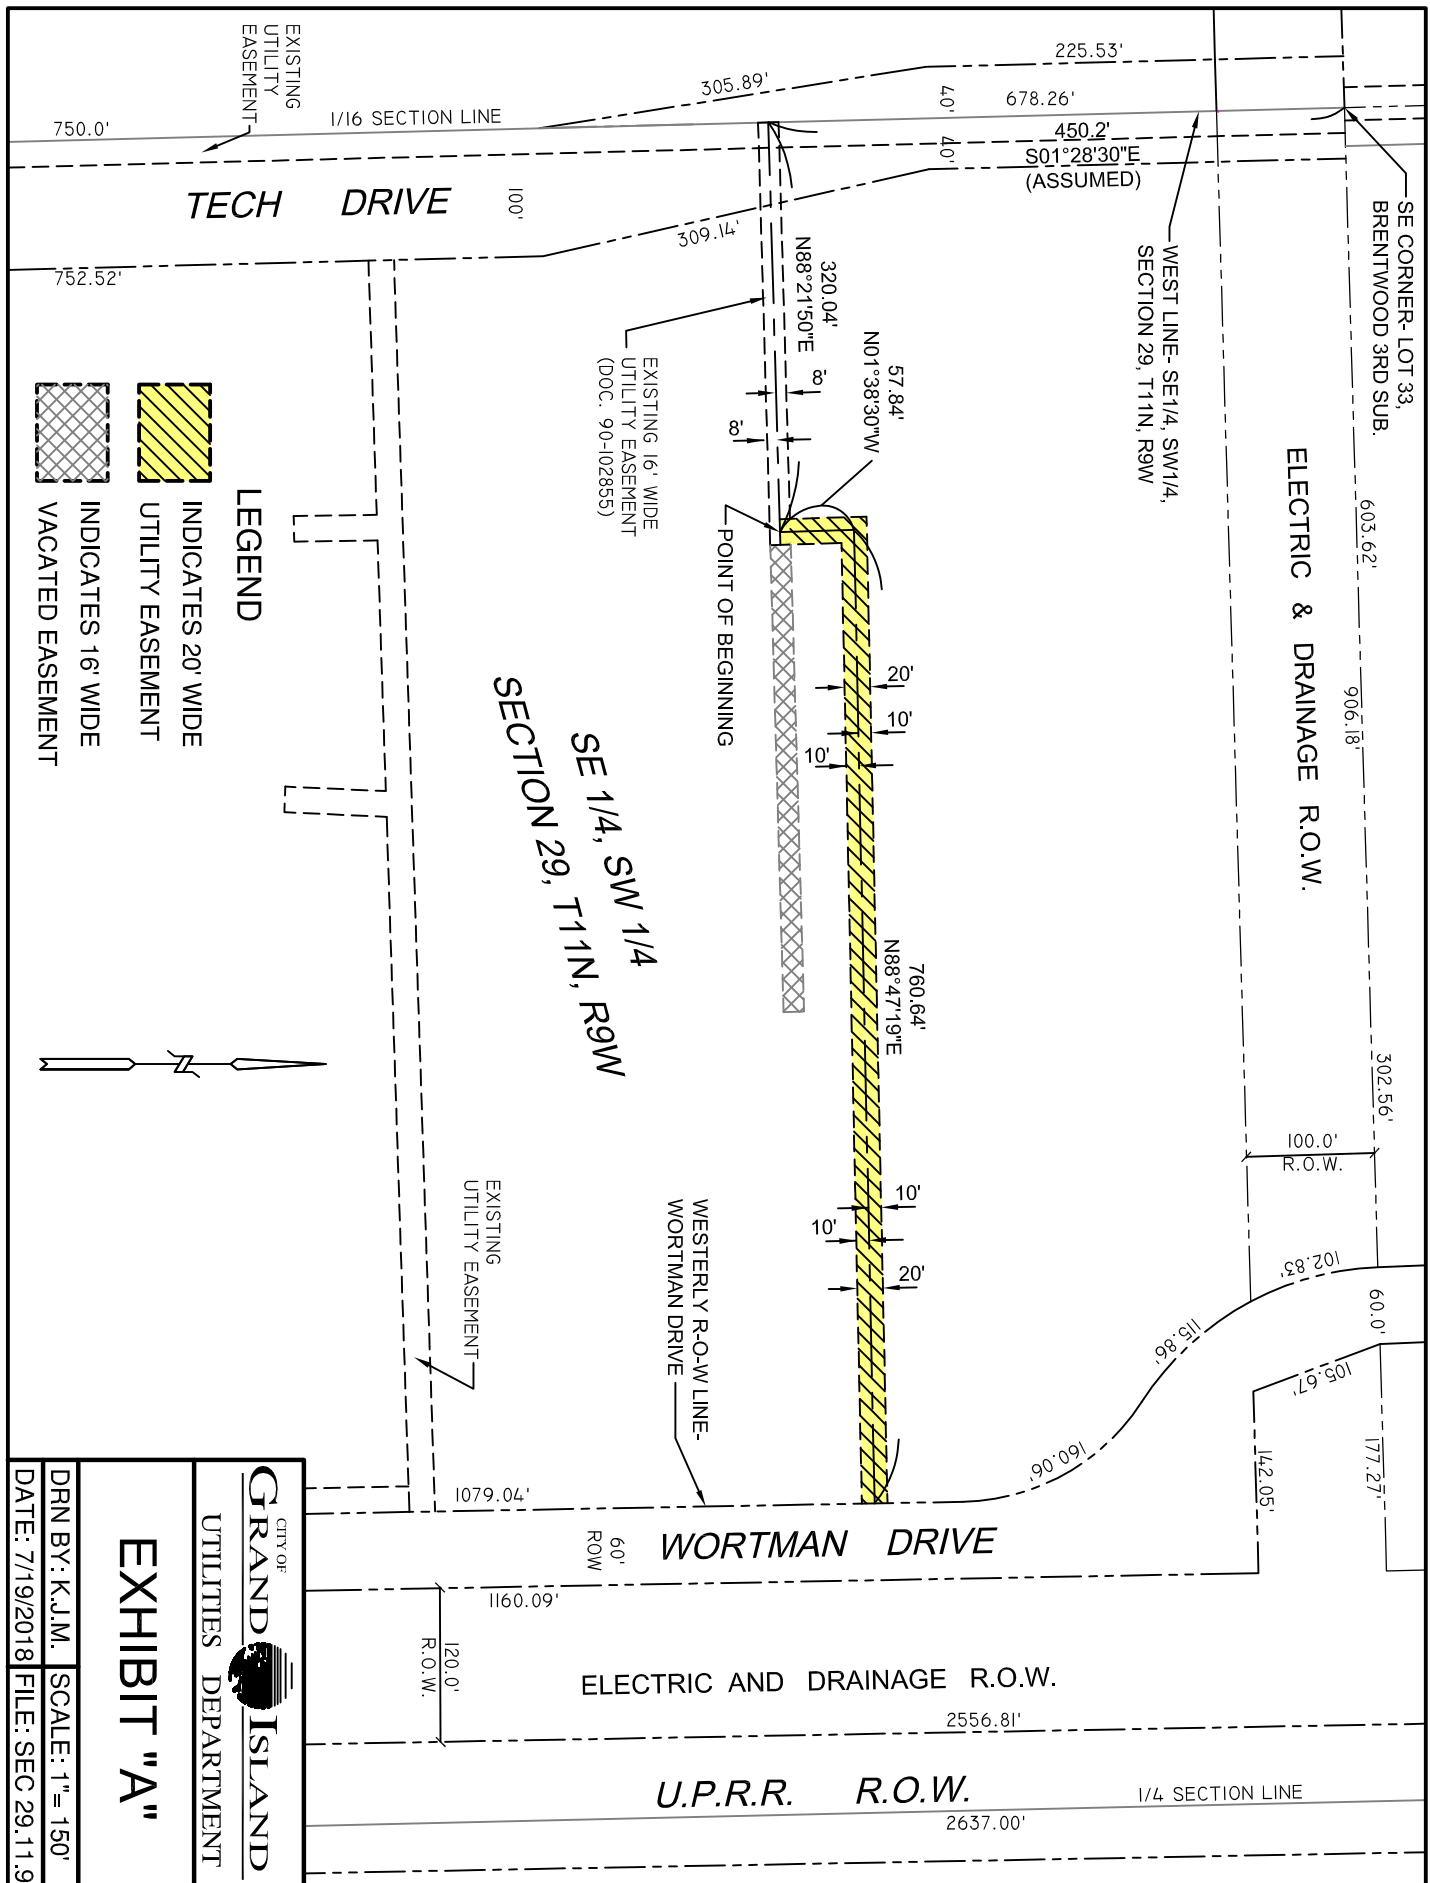 SE CORNER- LOT 33,
BRENTWOOD 3RD SUB.
WEST LINE- SE1/4, SW1/4,
SECTION 29, T11N, R9W
225.53'
678.26'
450.2'
S01°28'30"E
(ASSUMED)
40'
40'
305.89'
309.14'
1/16 SECTION LINE
EXISTING
UTILITY
EASEMENT
750.0'
TECH DRIVE
100'
752.52'
603.62'
906.18'
302.56'
ELECTRIC & DRAINAGE R.O.W.
100.0'
R.O.W.
320.04'
N88°21'50"E
57.84'
N01°38'30"W
8'
8'
EXISTING 16' WIDE
UTILITY EASEMENT
(DOC. 90-102855)
POINT OF BEGINNING
20'
10'
10'
760.64'
N88°47'19"E
10'
10'
20'
SE 1/4, SW 1/4
SECTION 29, T11N, R9W
LEGEND
INDICATES 20' WIDE
UTILITY EASEMENT
INDICATES 16' WIDE
VACATED EASEMENT
EXISTING
UTILITY EASEMENT
WESTERLY R-O-W LINE-
WORTMAN DRIVE
102.83'
60.0'
115.86'
105.67'
160.06'
142.05'
177.27'
1079.04'
60'
ROW
WORTMAN DRIVE
1160.09'
120.0'
R.O.W.
ELECTRIC AND DRAINAGE R.O.W.
2556.81'
U.P.R.R. R.O.W.
1/4 SECTION LINE
2637.00'
CITY OF
GRAND ISLAND
UTILITIES DEPARTMENT
EXHIBIT "A"
DRN BY: K.J.M. SCALE: 1"= 150'
DATE: 7/19/2018 FILE: SEC 29.11.9